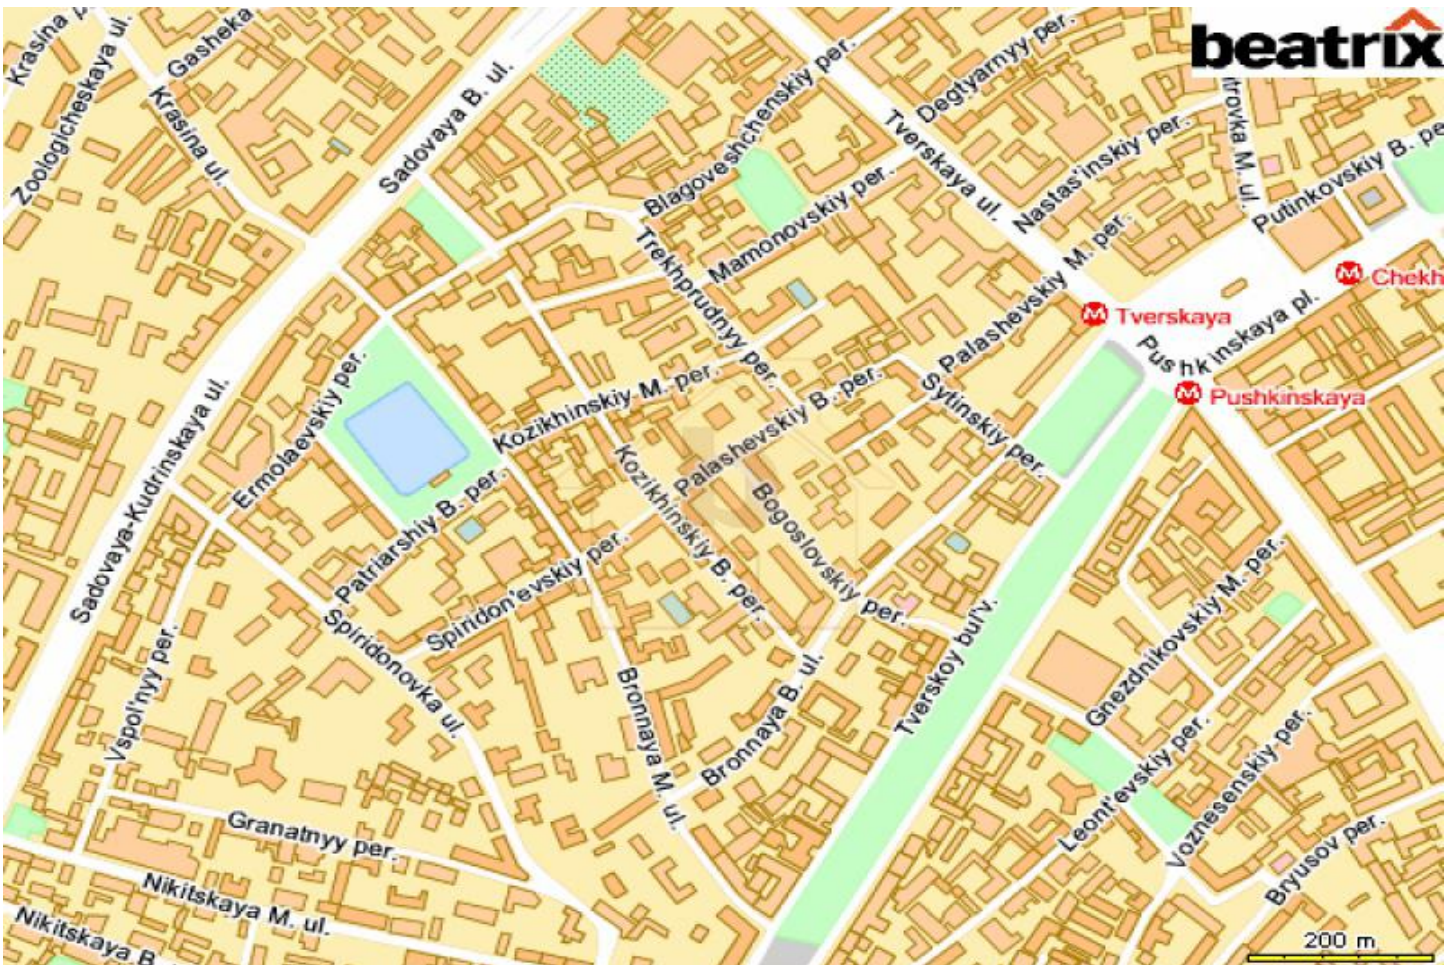 beatrix
Krasina p
Zoologicheskaya ul.
Gasheka
Krasina ul.
Sadovaya B. ul.
Blagoveshchenskiy per.
Degtyarnyy per.
Tverskaya ul.
Nastas'inskiy per.
trovka M. ul.
Putinkovskiy B. pe
Mamonovskiy per.
Trekhprudnyy per.
Palashevskiy M. per.
Chekh
Tverskaya
Pushkinskaya pl.
Pushkinskaya
Sadovaya-Kudrinskaya ul.
Ermolaevskiy per.
Kozikhinskiy M. per.
Palashevskiy B. per.
Sytinskiy per.
Kozikhinskiy B. per.
Bogoslovskiy per.
Patriarshiy B. per.
Spiridon'evskiy per.
Spiridonovka ul.
Vspol'nyy per.
Bronnaya M. ul.
Bronnaya B. ul.
Tverskoy bulv.
Gnezdnikovskiy M. per.
Leont'evskiy per.
Voznesenskiy per.
Bryusov per.
Granatnyy per.
Nikitskaya M. ul.
Nikitskaya B
200 m